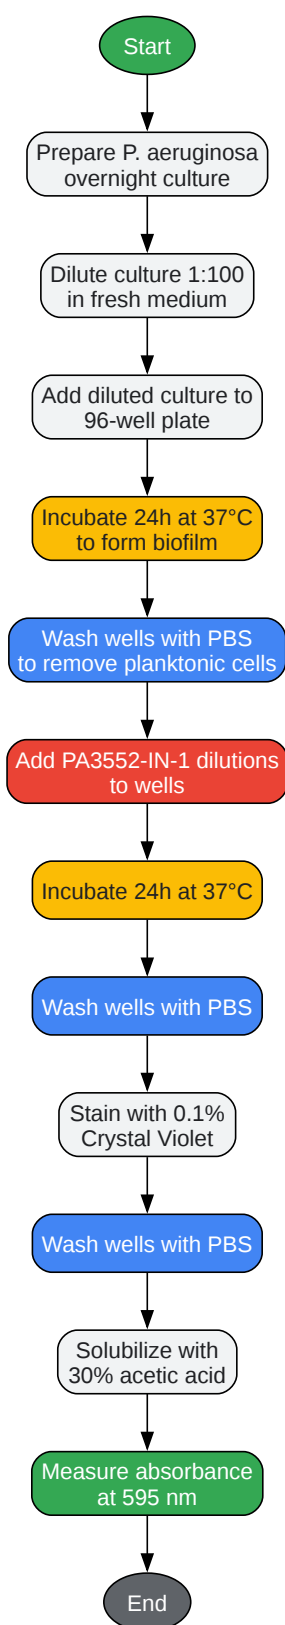 Start
Prepare P. aeruginosa
overnight culture
Dilute culture 1:100
in fresh medium
Add diluted culture to
96-well plate
Incubate 24h at 37°C
to form biofilm
Wash wells with PBS
to remove planktonic cells
Add PA3552-IN-1 dilutions
to wells
Incubate 24h at 37°C
Wash wells with PBS
Stain with 0.1%
Crystal Violet
Wash wells with PBS
Solubilize with
30% acetic acid
Measure absorbance
at 595 nm
End